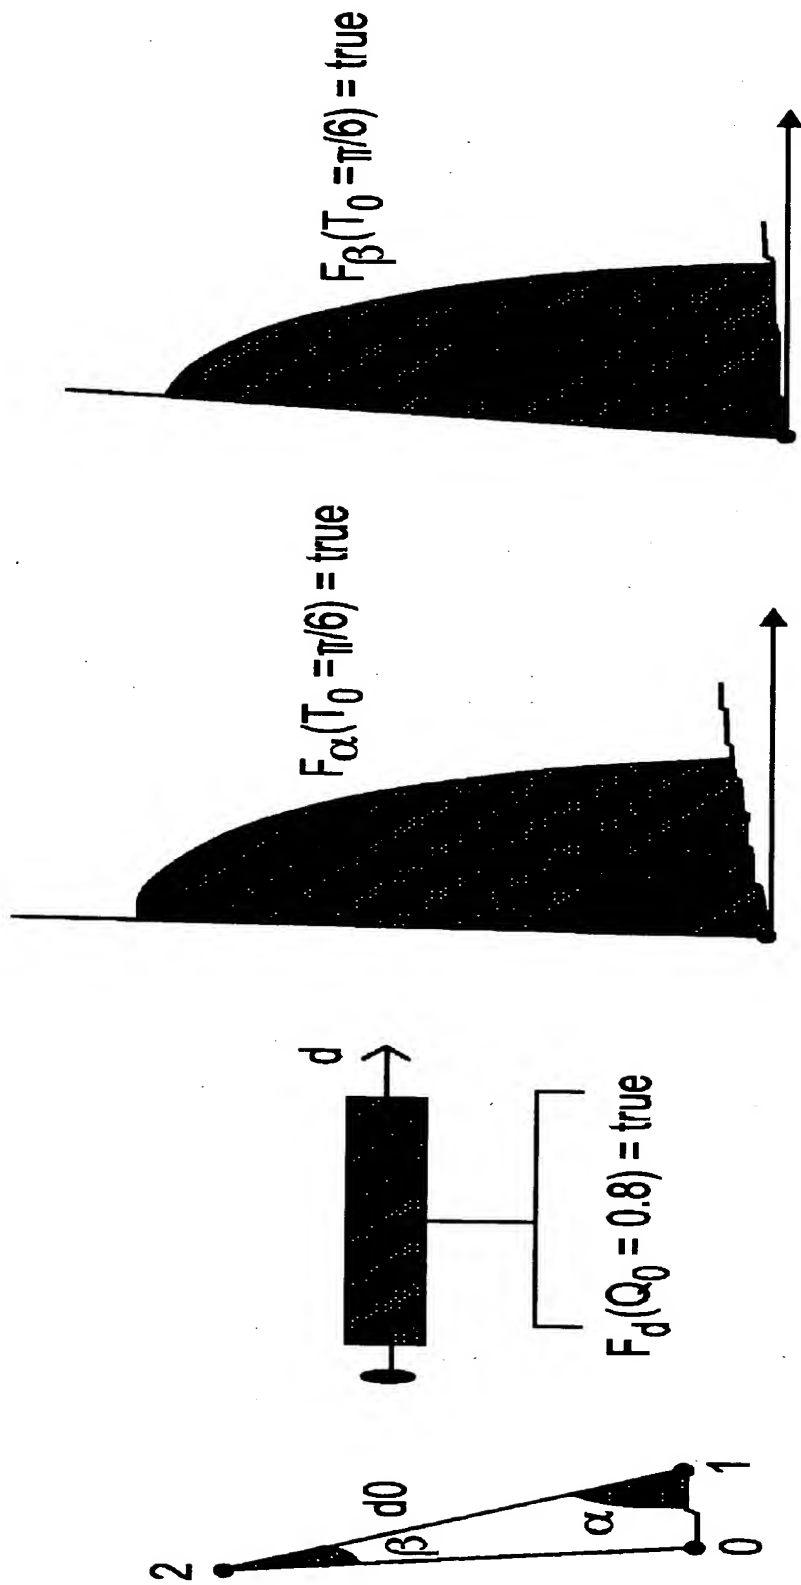 2
d0
β
α
0
1
d
F_d(Q_0 = 0.8) = true
F_α(T_0 = π/6) = true
F_β(T_0 = π/6) = true